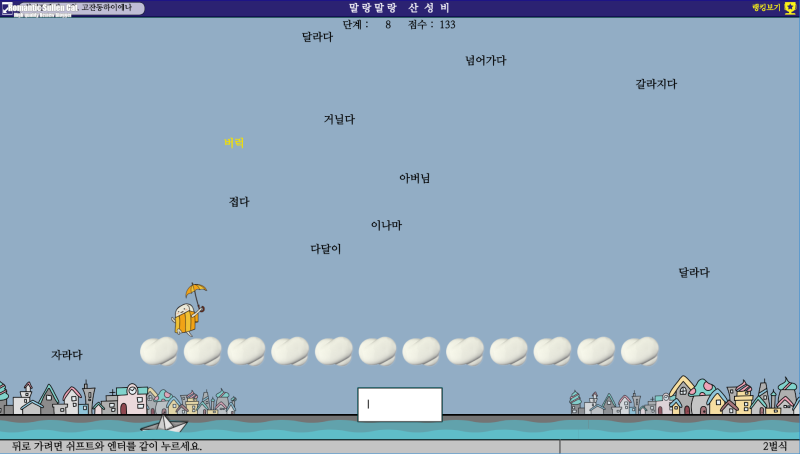 Romantic Sullen Cat
고잔동하이에나
말랑말랑 산성비
랭킹보기
단계 : 8 점수 : 133
달라다
넘어가다
갈라지다
거닐다
벼락
아버님
접다
이나마
다달이
달라다
자라다
뒤로 가려면 쉬프트와 엔터를 같이 누르세요.
2벌식